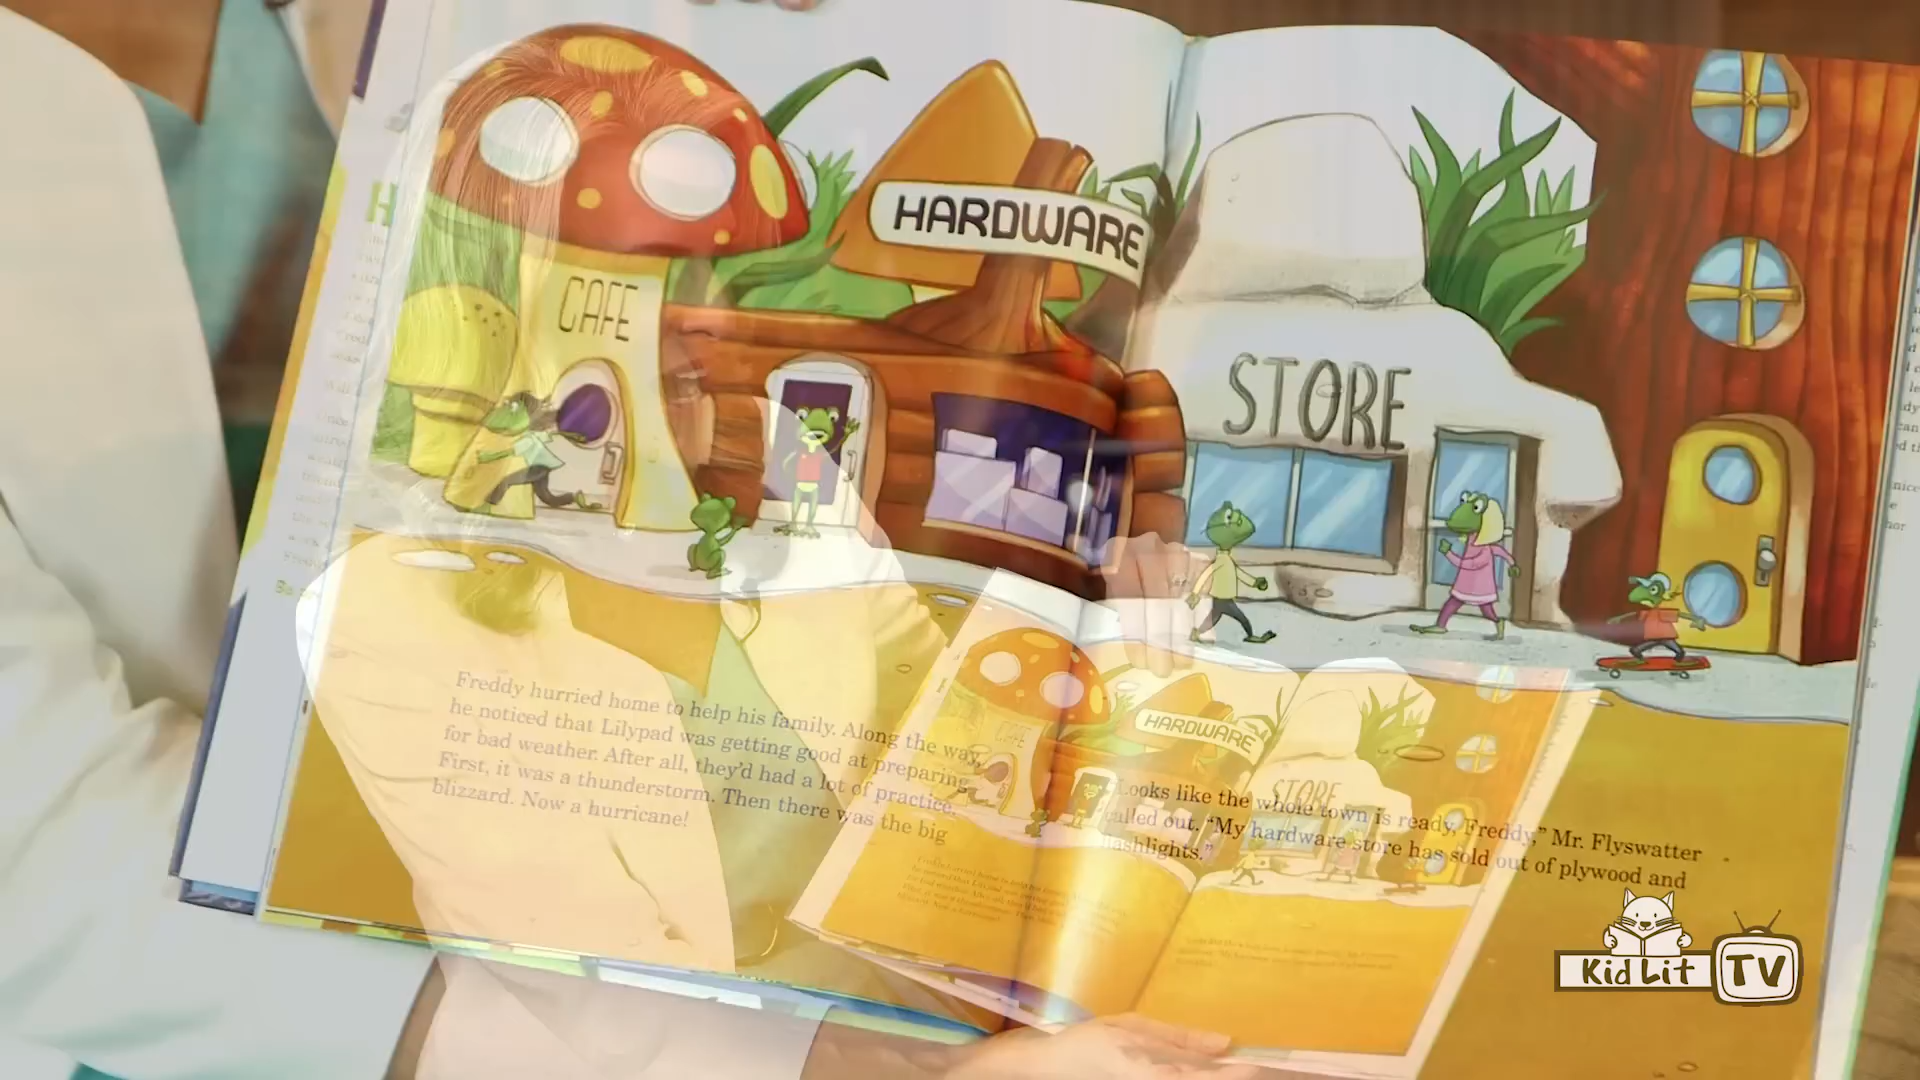 CAFE
HARDWARE
STORE
Freddy hurried home to help his family. Along the way,
he noticed that Lilypad was getting good at preparing
for bad weather. After all, they'd had a lot of practice.
First, it was a thunderstorm. Then there was the big
blizzard. Now a hurricane!
Looks like the whole town is ready, Freddy," Mr. Flyswatter
called out. "My hardware store has sold out of plywood and
flashlights."
CAFE
HARDWARE
STORE
Kid Lit TV